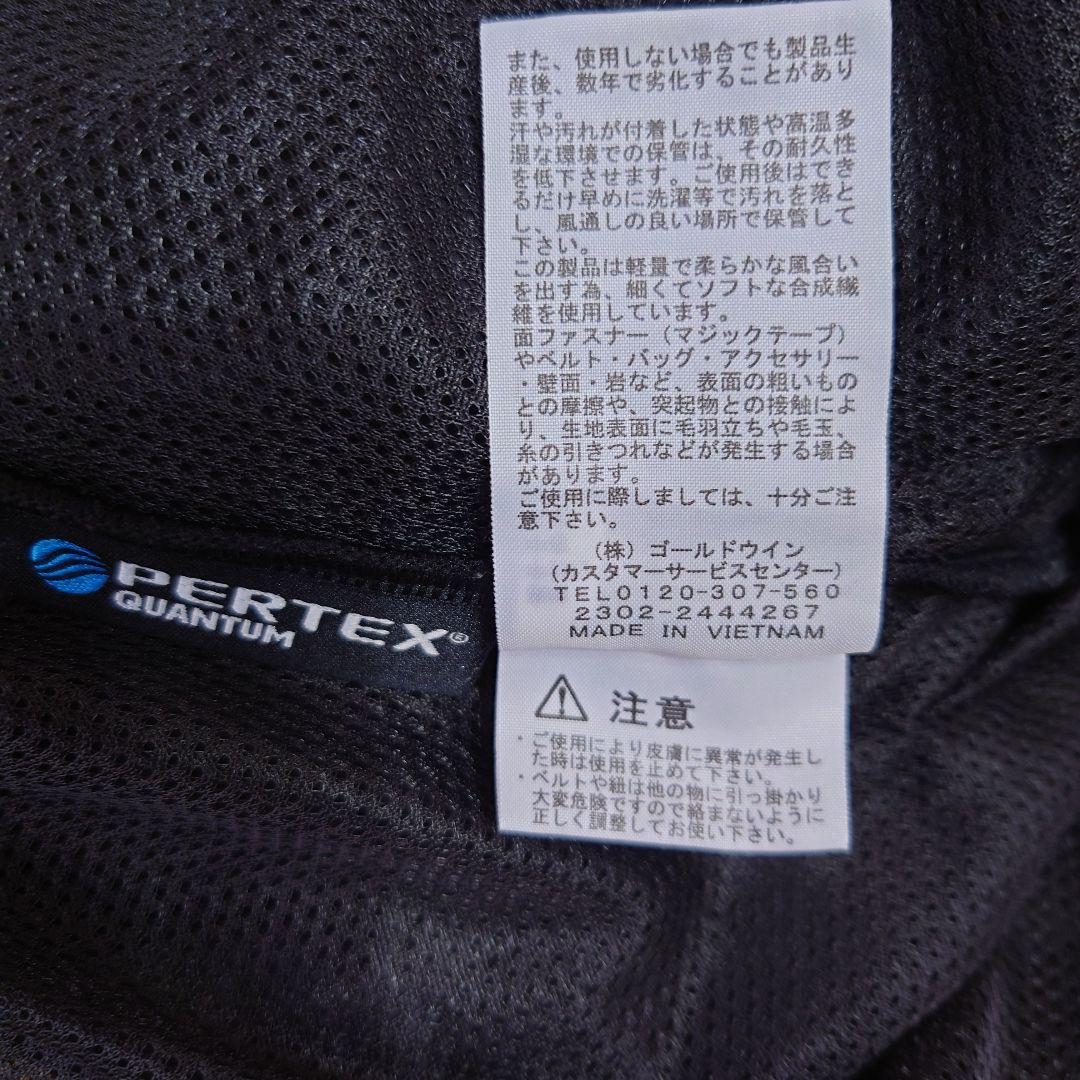 また、使用しない場合でも製品生
産後、数年で劣化することがあり
ます。
汗や汚れが付着した状態や高温多
湿な環境での保管は、その耐久性
を低下させます。ご使用後はでき
るだけ早めに洗濯等で汚れを落と
し、風通しの良い場所で保管して
下さい。
この製品は軽量で柔らかな風合い
を出す為、細くてソフトな合成繊
維を使用しています。
面ファスナー（マジックテープ）
やベルト・バッグ・アクセサリー
・壁面・岩など、表面の粗いもの
との摩擦や、突起物との接触によ
り、生地表面に毛羽立ちや毛玉、
糸の引きつれなどが発生する場合
があります。
ご使用に際しましては、十分ご注
意下さい。
（株）ゴールドウイン
(カスタマーサービスセンター)
TEL0120-307-560
2302-2444267
MADE IN VIETNAM
PERTEX®
QUANTUM
注意
・ご使用により皮膚に異常が発生し
た時は使用を止めて下さい。
・ベルトや紐は他の物に引っ掛かり
大変危険ですので絡まないように
正しく調整してお使い下さい。